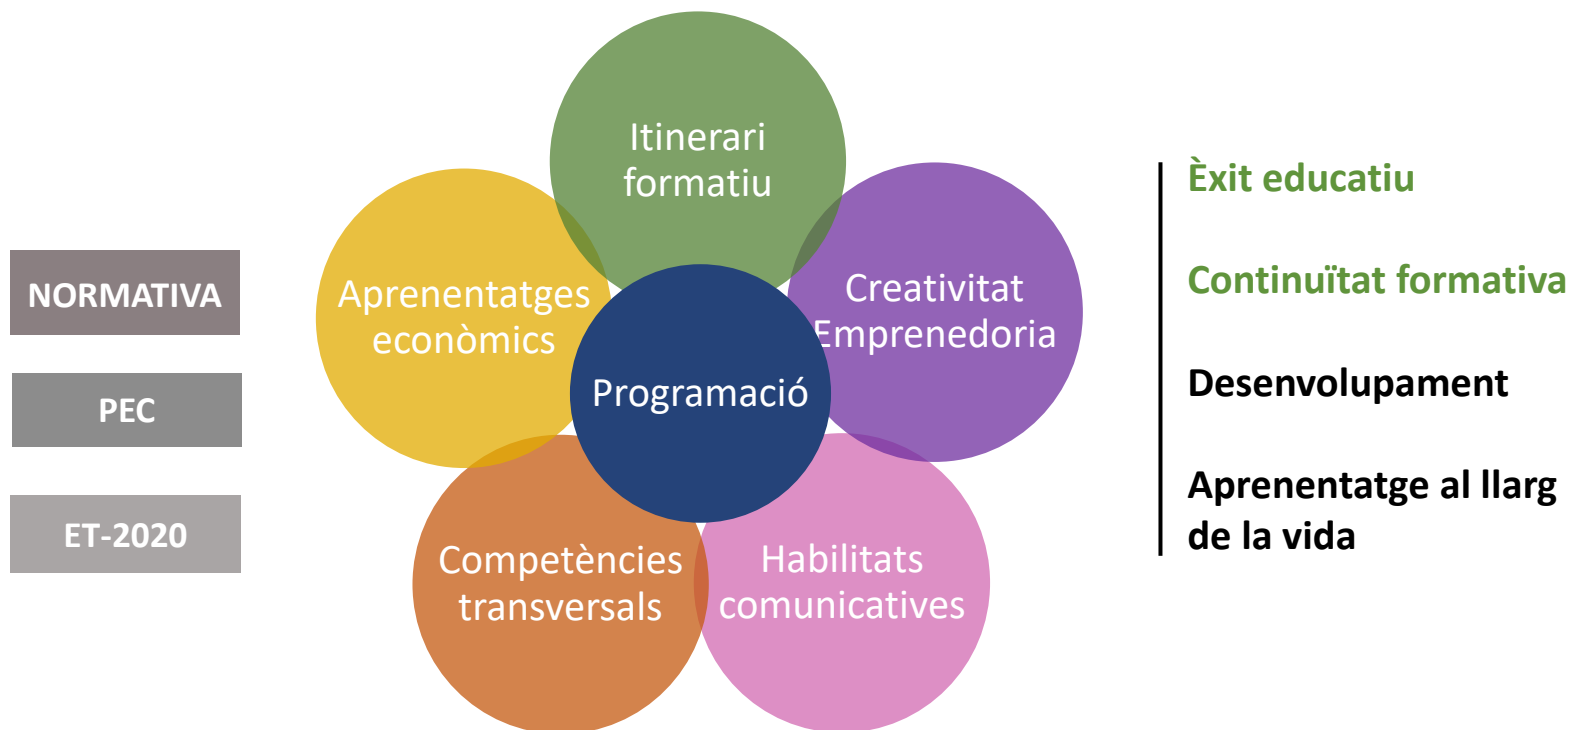 NORMATIVA
PEC
ET-2020
Itinerari
formatiu
Aprenentatges
econòmics
Creativitat
Emprenedoria
Programació
Competències
transversals
Habilitats
comunicatives
Èxit educatiu
Continuïtat formativa
Desenvolupament
Aprenentatge al llarg
de la vida